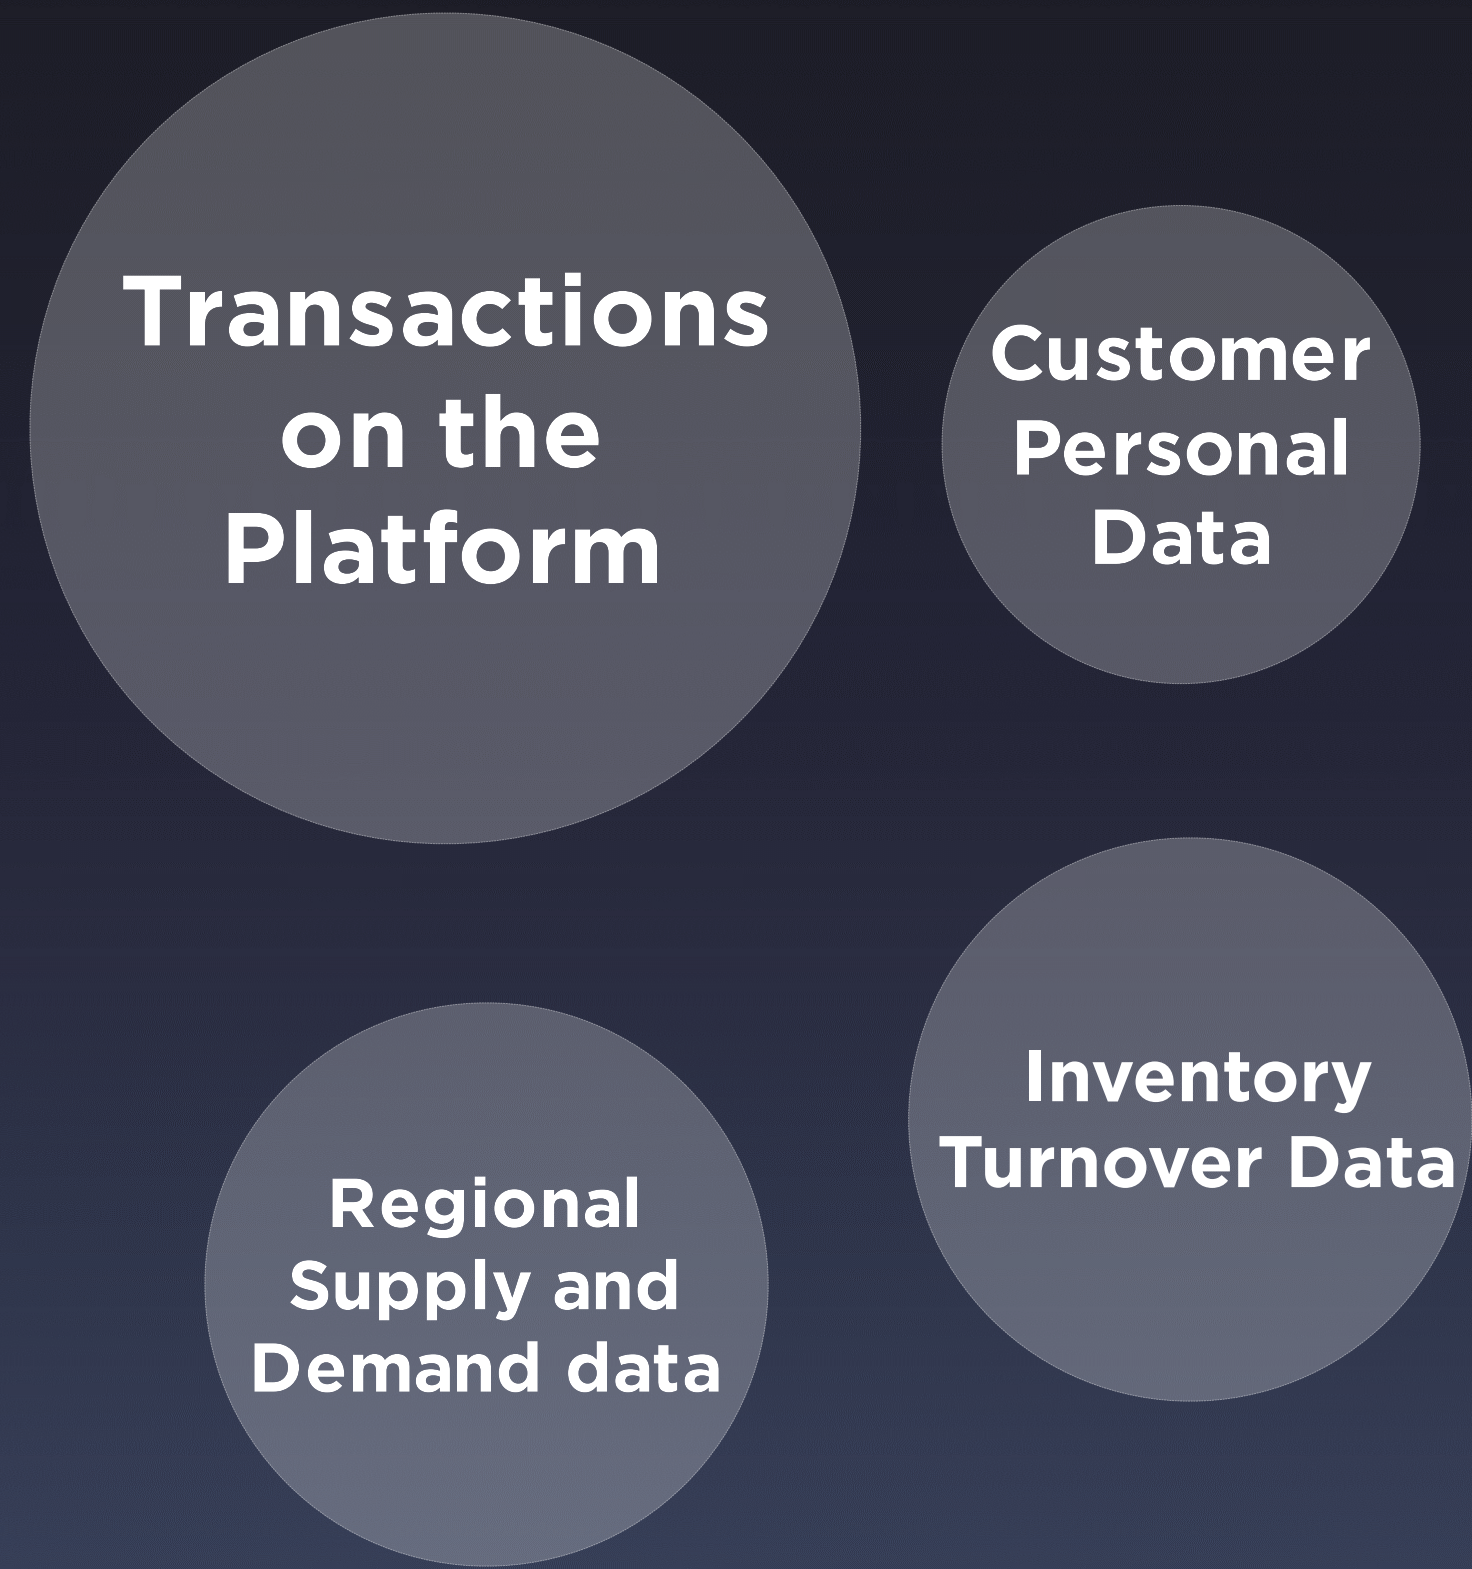 Transactions
on the
Platform
Customer
Personal
Data
Inventory
Turnover Data
Regional
Supply and
Demand data